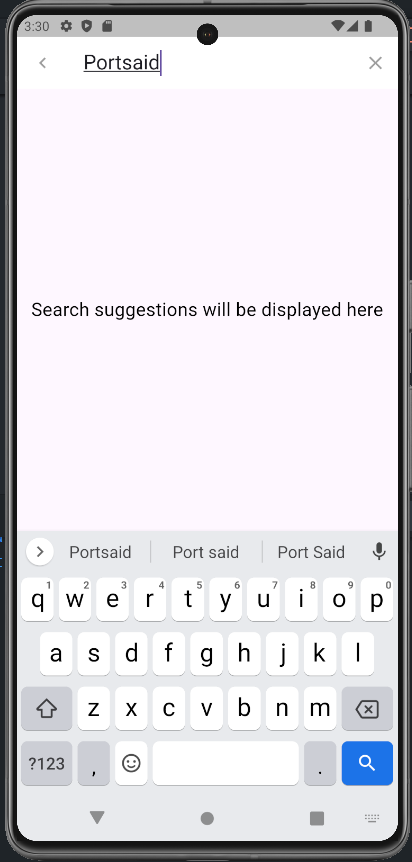 3:30
Portsaid
Search suggestions will be displayed here
Portsaid Port said Port Said
1 2 3 4 5 6 7 8 9 0
q w e r t y u i o p
a s d f g h j k l
z x c v b n m
?123 , .